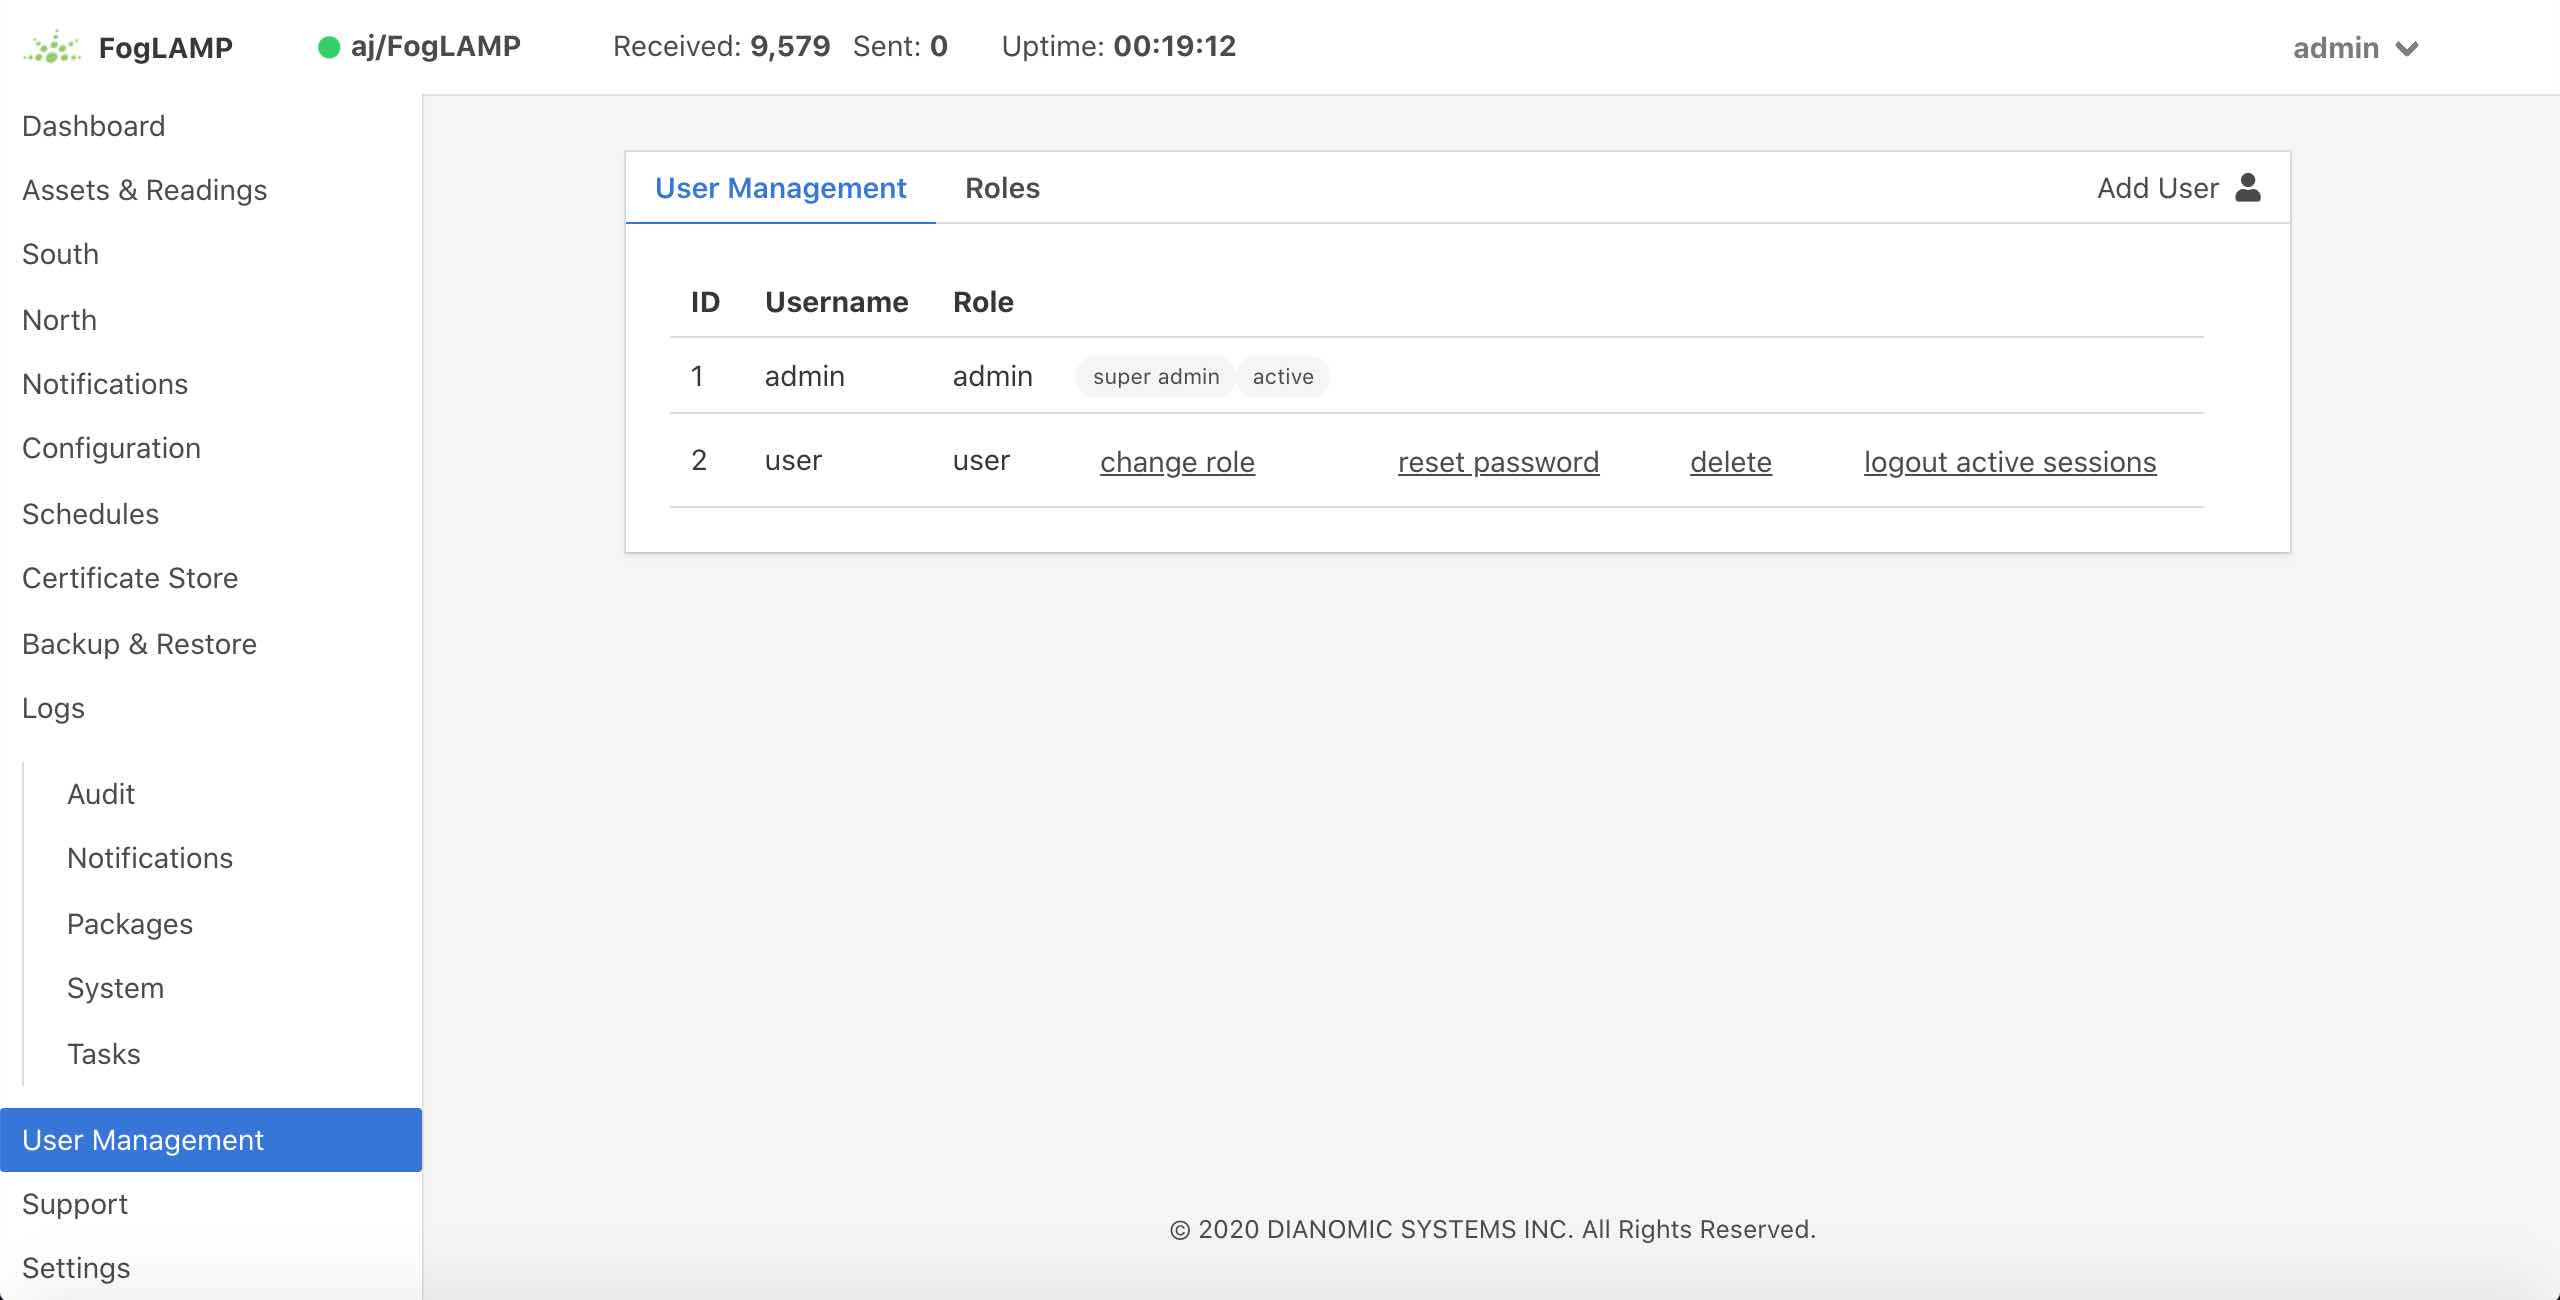 FogLAMP aj/FogLAMP Received: 9,579 Sent: 0 Uptime: 00:19:12 admin
Dashboard
Assets & Readings
South
North
Notifications
Configuration
Schedules
Certificate Store
Backup & Restore
Logs
Audit
Notifications
Packages
System
Tasks
User Management
Support
Settings
User Management Roles Add User
ID Username Role
1 admin admin super admin active
2 user user change role reset password delete logout active sessions
© 2020 DIANOMIC SYSTEMS INC. All Rights Reserved.